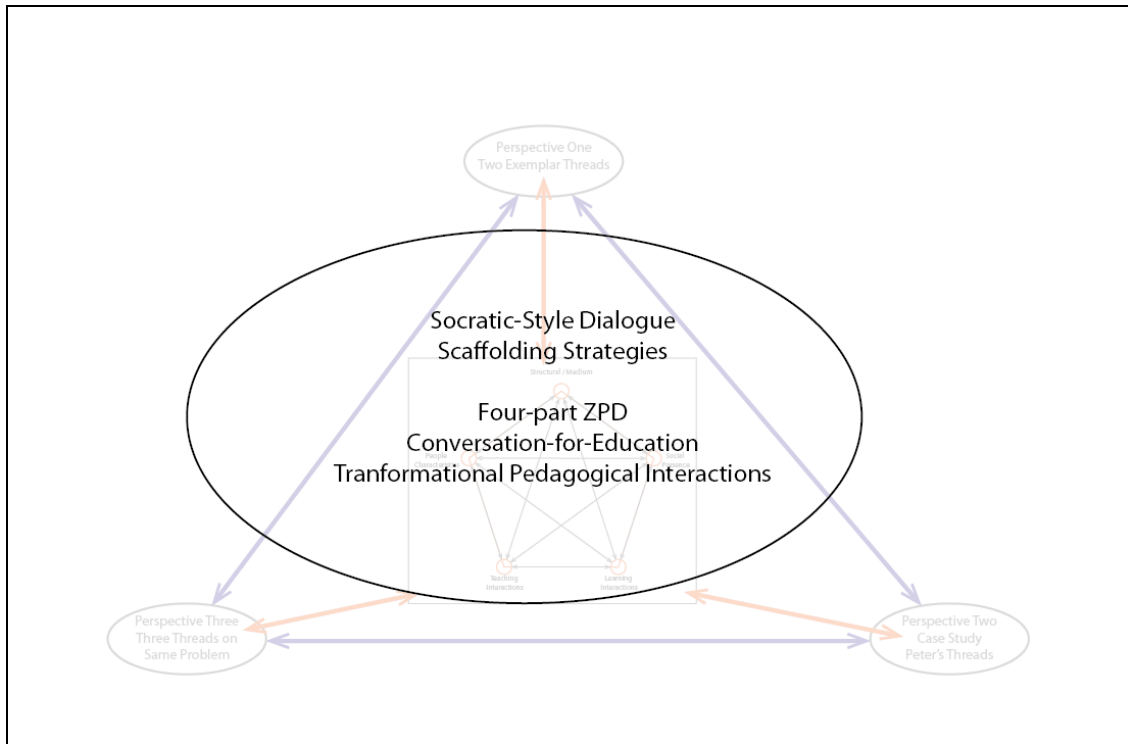 Perspective One
Two Exemplar Threads
Socratic-Style Dialogue
Scaffolding Strategies
Structural / Medium
Four-part ZPD
Conversation-for-Education
People
Social
Tranformational Pedagogical Interactions
Teaching
Interactions
Learning
Interactions
Perspective Three
Three Threads on
Same Problem
Perspective Two
Case Study
Peter's Threads